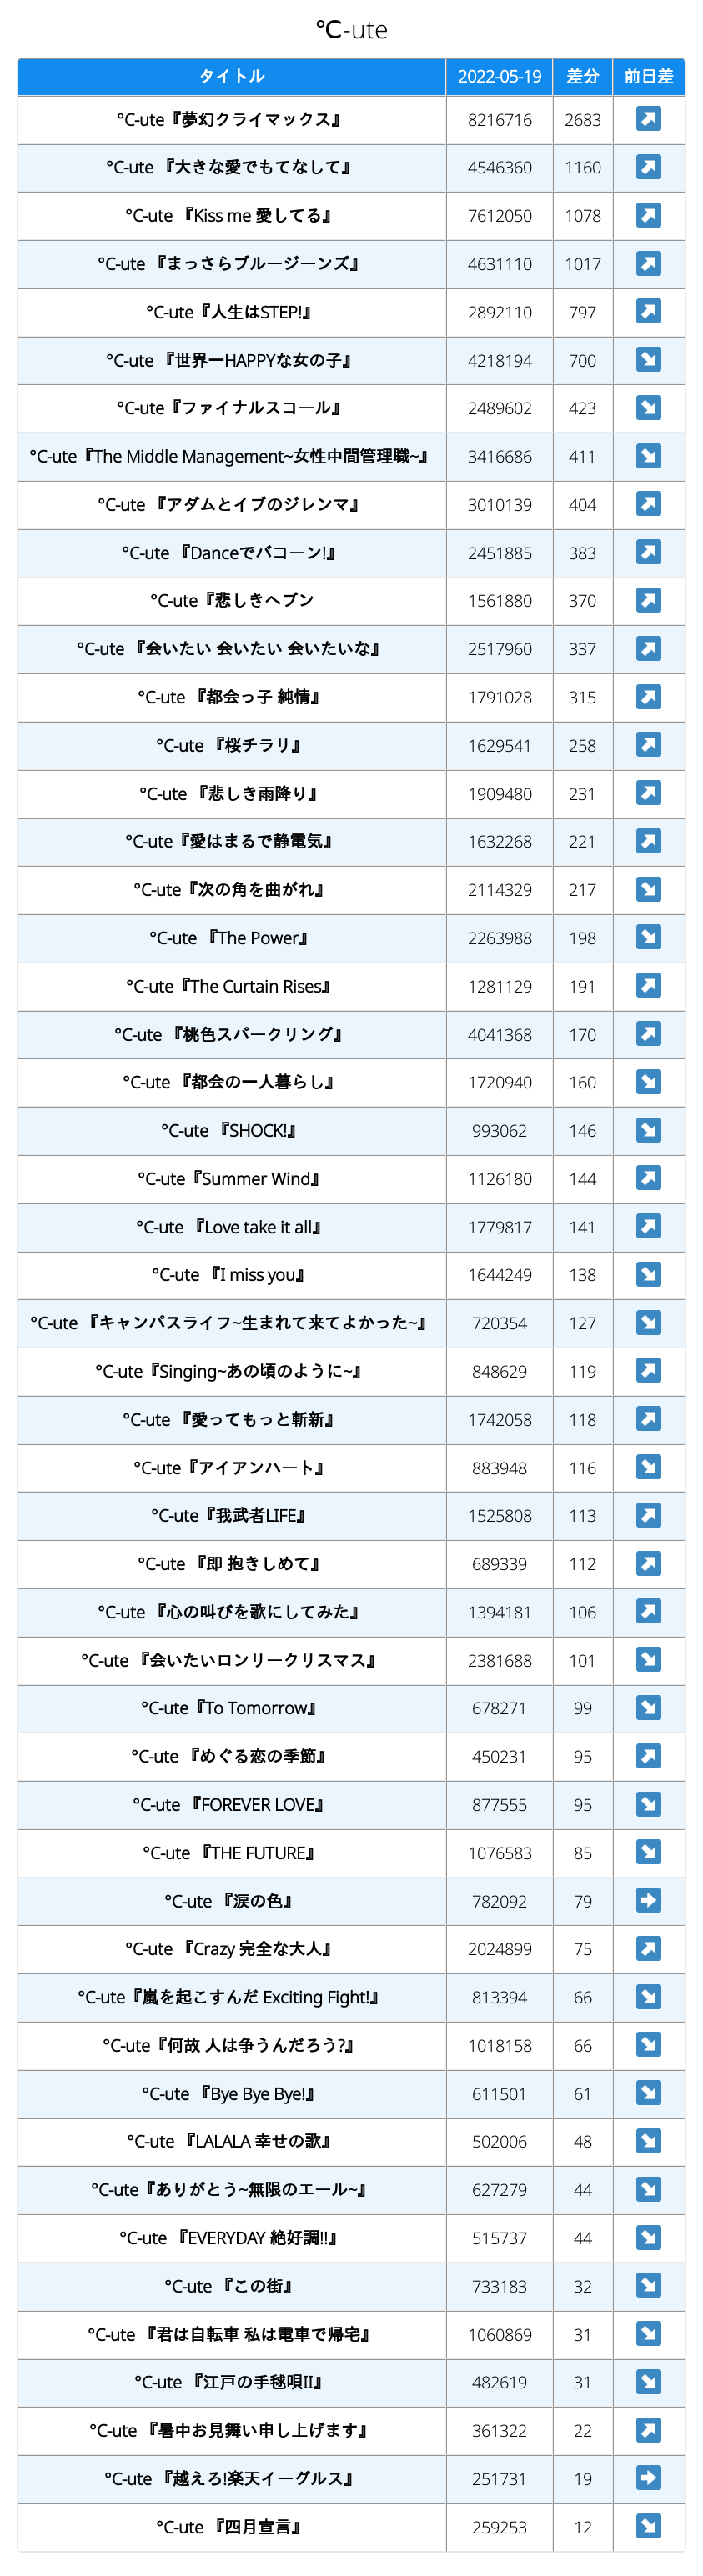 ℃-ute
タイトル 2022-05-19 差分 前日差
°C-ute『夢幻クライマックス』 8216716 2683 ↗
°C-ute 『大きな愛でもてなして』 4546360 1160 ↗
°C-ute 『Kiss me 愛してる』 7612050 1078 ↗
°C-ute 『まっさらブルージーンズ』 4631110 1017 ↗
°C-ute『人生はSTEP!』 2892110 797 ↗
°C-ute 『世界一HAPPYな女の子』 4218194 700 ↘
°C-ute『ファイナルスコール』 2489602 423 ↘
°C-ute『The Middle Management~女性中間管理職~』 3416686 411 ↘
°C-ute 『アダムとイブのジレンマ』 3010139 404 ↗
°C-ute 『Danceでバコーン!』 2451885 383 ↗
°C-ute『悲しきヘブン 1561880 370 ↗
°C-ute 『会いたい 会いたい 会いたいな』 2517960 337 ↗
°C-ute 『都会っ子 純情』 1791028 315 ↗
°C-ute 『桜チラリ』 1629541 258 ↗
°C-ute 『悲しき雨降り』 1909480 231 ↗
°C-ute『愛はまるで静電気』 1632268 221 ↗
°C-ute『次の角を曲がれ』 2114329 217 ↘
°C-ute 『The Power』 2263988 198 ↘
°C-ute『The Curtain Rises』 1281129 191 ↗
°C-ute 『桃色スパークリング』 4041368 170 ↗
°C-ute 『都会の一人暮らし』 1720940 160 ↘
°C-ute 『SHOCK!』 993062 146 ↘
°C-ute『Summer Wind』 1126180 144 ↗
°C-ute 『Love take it all』 1779817 141 ↗
°C-ute 『I miss you』 1644249 138 ↘
°C-ute 『キャンパスライフ~生まれて来てよかった~』 720354 127 ↘
°C-ute『Singing~あの頃のように~』 848629 119 ↗
°C-ute 『愛ってもっと斬新』 1742058 118 ↗
°C-ute『アイアンハート』 883948 116 ↘
°C-ute『我武者LIFE』 1525808 113 ↗
°C-ute 『即 抱きしめて』 689339 112 ↗
°C-ute 『心の叫びを歌にしてみた』 1394181 106 ↗
°C-ute 『会いたいロンリークリスマス』 2381688 101 ↘
°C-ute『To Tomorrow』 678271 99 ↘
°C-ute 『めぐる恋の季節』 450231 95 ↗
°C-ute 『FOREVER LOVE』 877555 95 ↘
°C-ute 『THE FUTURE』 1076583 85 ↘
°C-ute 『涙の色』 782092 79 →
°C-ute 『Crazy 完全な大人』 2024899 75 ↗
°C-ute『嵐を起こすんだ Exciting Fight!』 813394 66 ↘
°C-ute『何故 人は争うんだろう?』 1018158 66 ↘
°C-ute 『Bye Bye Bye!』 611501 61 ↘
°C-ute 『LALALA 幸せの歌』 502006 48 ↘
°C-ute『ありがとう~無限のエール~』 627279 44 ↘
°C-ute 『EVERYDAY 絶好調!!』 515737 44 ↘
°C-ute 『この街』 733183 32 ↘
°C-ute 『君は自転車 私は電車で帰宅』 1060869 31 ↘
°C-ute 『江戸の手毬唄II』 482619 31 ↘
°C-ute 『暑中お見舞い申し上げます』 361322 22 ↗
°C-ute 『越えろ!楽天イーグルス』 251731 19 →
°C-ute 『四月宣言』 259253 12 ↘